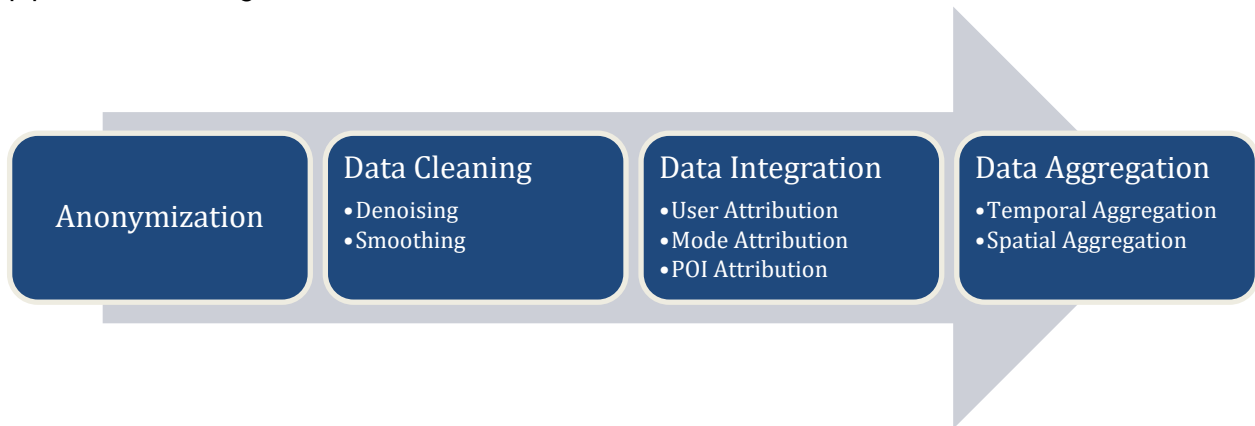 Anonymization
Data Cleaning
•Denoising
•Smoothing
Data Integration
•User Attribution
•Mode Attribution
•POI Attribution
Data Aggregation
•Temporal Aggregation
•Spatial Aggregation